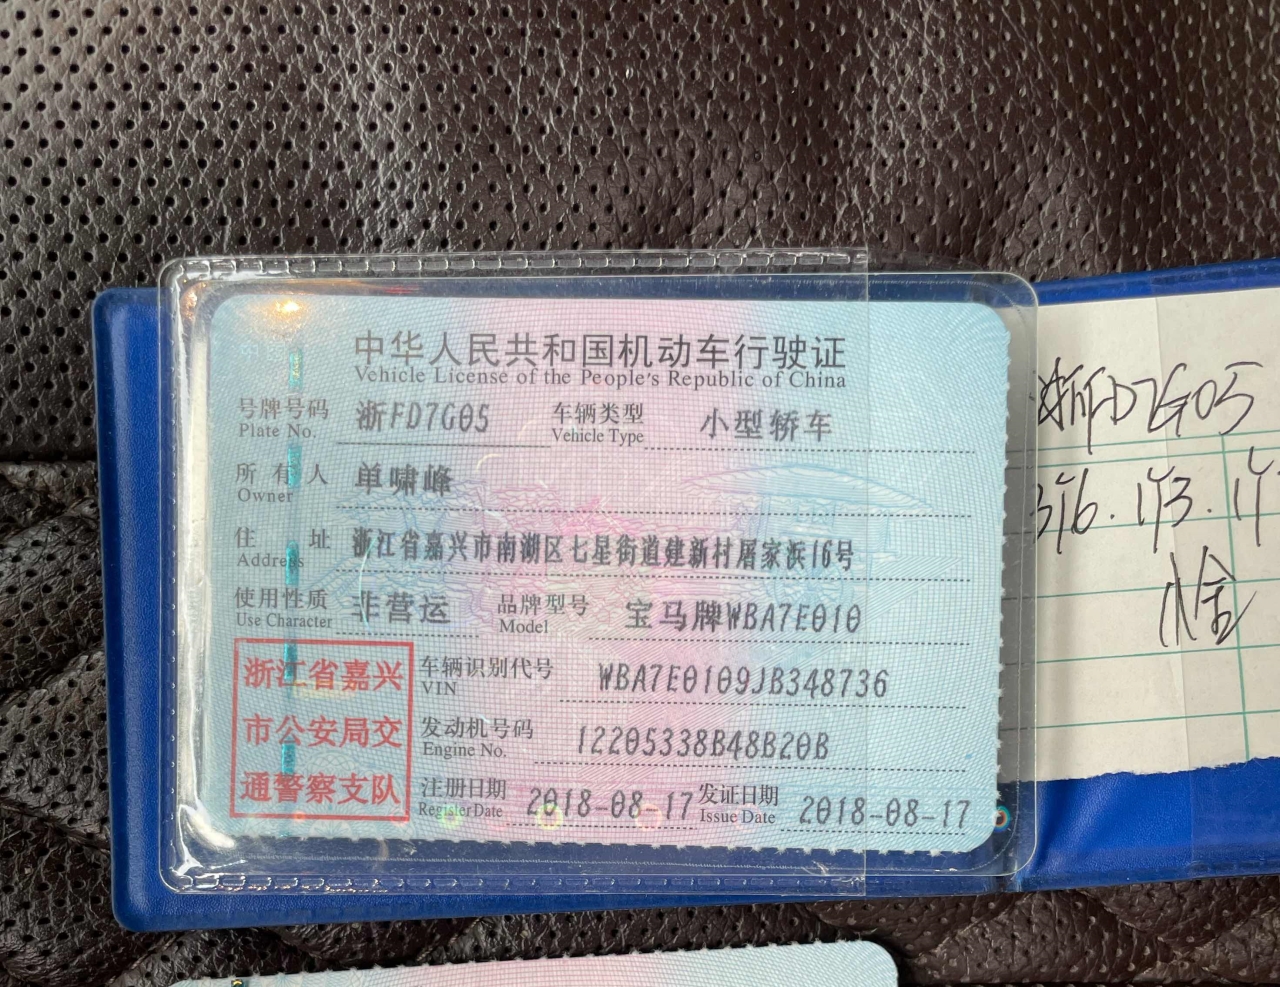 中华人民共和国机动车行驶证
Vehicle License of the People's Republic of China
号牌号码 浙FD7G05 车辆类型 小型轿车
Plate No. Vehicle Type
所有人 单啸峰
Owner
住址 浙江省嘉兴市南湖区七星街道建新村屠家浜16号
Address
使用性质 非营运 品牌型号 宝马牌WBA7E010
Use Character Model
浙江省嘉兴
市公安局交
通警察支队
车辆识别代号 WBA7E0109JB348736
VIN
发动机号码 12205338B48B20B
Engine No.
注册日期 2018-08-17 发证日期 2018-08-17
Register Date Issue Date
浙FD7G05